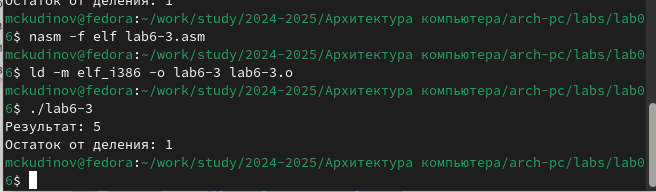 Остаток от деления: 1
mckudinov@fedora:~/work/study/2024-2025/Архитектура компьютера/arch-pc/labs/lab0
6$ nasm -f elf lab6-3.asm
mckudinov@fedora:~/work/study/2024-2025/Архитектура компьютера/arch-pc/labs/lab0
6$ ld -m elf_i386 -o lab6-3 lab6-3.o
mckudinov@fedora:~/work/study/2024-2025/Архитектура компьютера/arch-pc/labs/lab0
6$ ./lab6-3
Результат: 5
Остаток от деления: 1
mckudinov@fedora:~/work/study/2024-2025/Архитектура компьютера/arch-pc/labs/lab0
6$